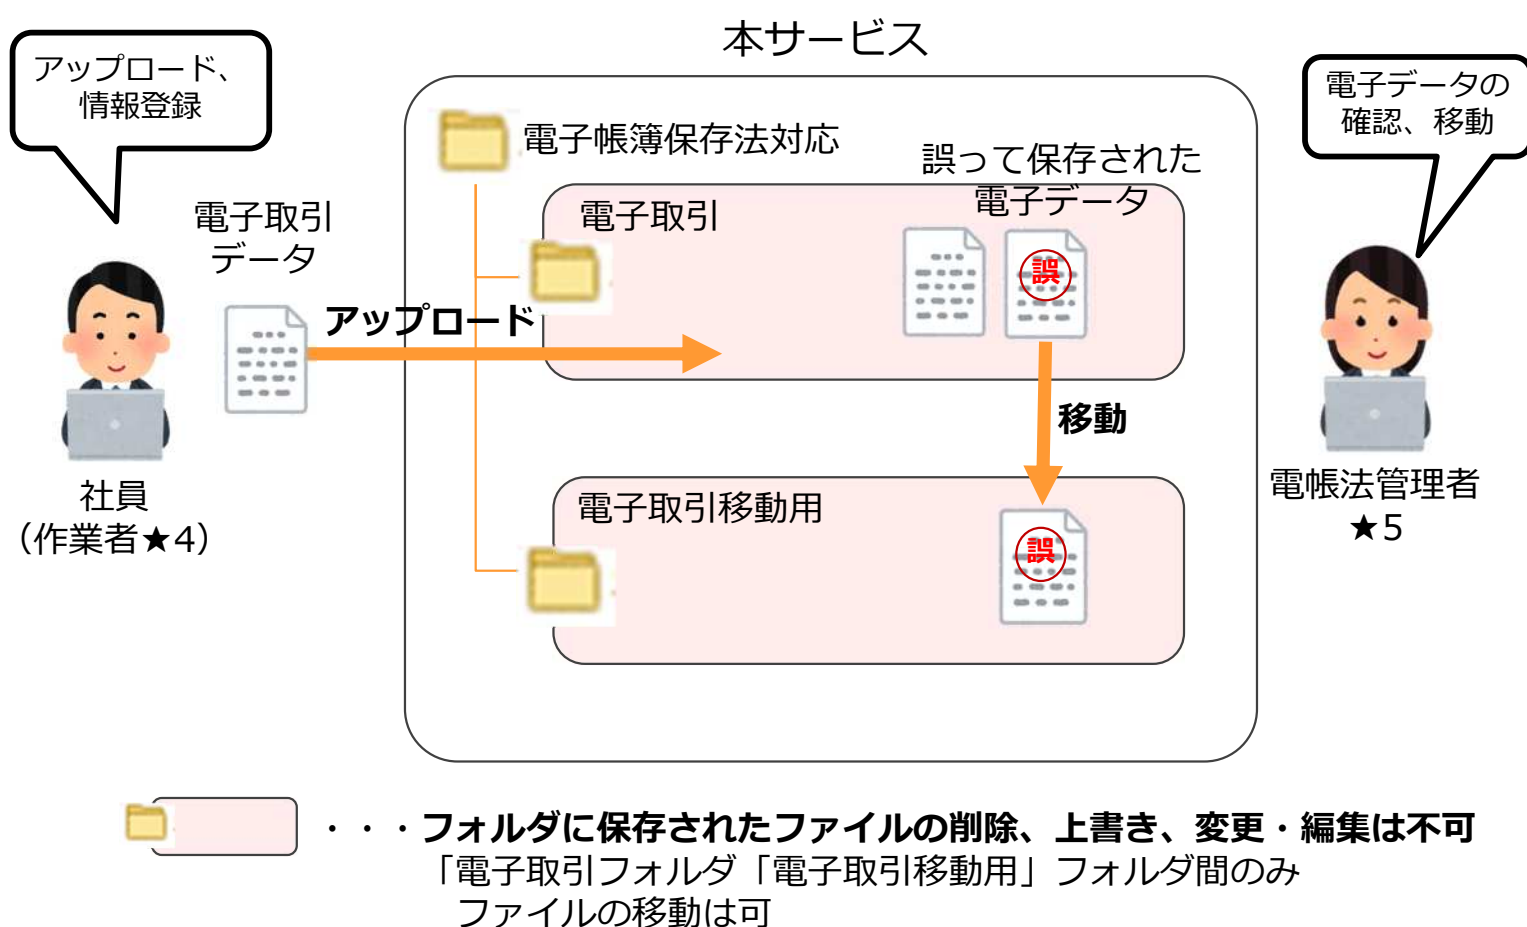 本サービス
アップロード、
情報登録
電子データの
確認、移動
電子帳簿保存法対応
誤って保存された
電子データ
電子取引
データ
電子取引
誤
アップロード
移動
社員
（作業者★4）
電子取引移動用
誤
電帳法管理者
★5
・・・フォルダに保存されたファイルの削除、上書き、変更・編集は不可
「電子取引フォルダ「電子取引移動用」フォルダ間のみ
ファイルの移動は可